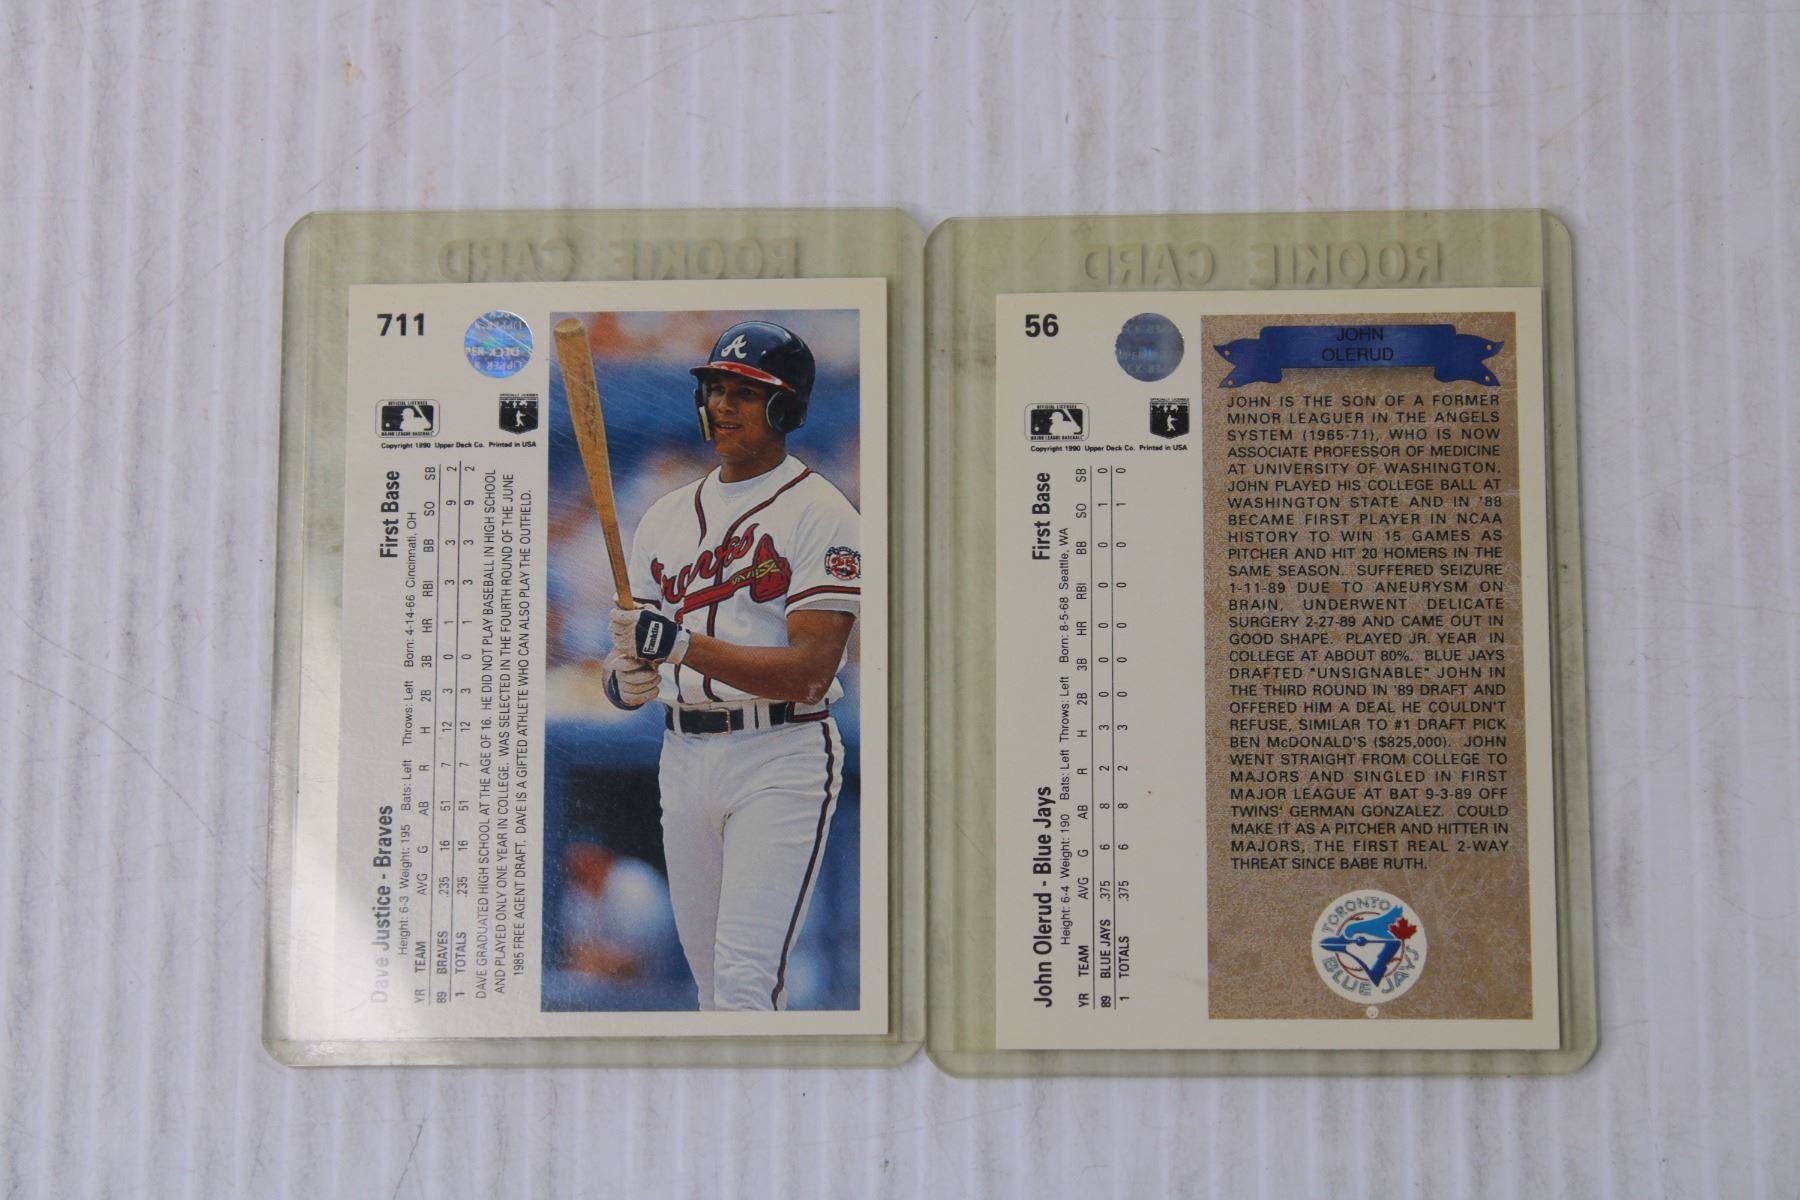 ROOKIE CARD
711
UPPER
DECK
UPPER
OFFICIAL LICENSEE
MAJOR LEAGUE BASEBALL
OFFICIALLY LICENSED
Copyright 1990 Upper Deck Co. Printed in USA
Dave Justice - Braves First Base
Height: 6-3 Weight: 195 Bats: Left Throws: Left Born: 4-14-66 Cincinnati, OH
YR TEAM AVG G AB R H 2B 3B HR RBI BB SO SB
89 BRAVES .235 16 51 7 12 3 0 1 3 3 9 2
1 TOTALS .235 16 51 7 12 3 0 1 3 3 9 2
DAVE GRADUATED HIGH SCHOOL AT THE AGE OF 16. HE DID NOT PLAY BASEBALL IN HIGH SCHOOL
AND PLAYED ONLY ONE YEAR IN COLLEGE. WAS SELECTED IN THE FOURTH ROUND OF THE JUNE
1985 FREE AGENT DRAFT. DAVE IS A GIFTED ATHLETE WHO CAN ALSO PLAY THE OUTFIELD.
A
Braves
25
Franklin
ROOKIE CARD
56
UPPER
OFFICIAL LICENSEE
MAJOR LEAGUE BASEBALL
Copyright 1990 Upper Deck Co. Printed in USA
John Olerud - Blue Jays First Base
Height: 6-4 Weight: 190 Bats: Left Throws: Left Born: 8-5-68 Seattle, WA
YR TEAM AVG G AB R H 2B 3B HR RBI BB SO SB
89 BLUE JAYS .375 6 8 2 3 0 0 0 0 0 1 0
1 TOTALS .375 6 8 2 3 0 0 0 0 0 1 0
JOHN
OLERUD
JOHN IS THE SON OF A FORMER
MINOR LEAGUER IN THE ANGELS
SYSTEM (1965-71), WHO IS NOW
ASSOCIATE PROFESSOR OF MEDICINE
AT UNIVERSITY OF WASHINGTON.
JOHN PLAYED HIS COLLEGE BALL AT
WASHINGTON STATE AND IN '88
BECAME FIRST PLAYER IN NCAA
HISTORY TO WIN 15 GAMES AS
PITCHER AND HIT 20 HOMERS IN THE
SAME SEASON. SUFFERED SEIZURE
1-11-89 DUE TO ANEURYSM ON
BRAIN, UNDERWENT DELICATE
SURGERY 2-27-89 AND CAME OUT IN
GOOD SHAPE. PLAYED JR. YEAR IN
COLLEGE AT ABOUT 80%. BLUE JAYS
DRAFTED "UNSIGNABLE" JOHN IN
THE THIRD ROUND IN '89 DRAFT AND
OFFERED HIM A DEAL HE COULDN'T
REFUSE, SIMILAR TO #1 DRAFT PICK
BEN McDONALD'S ($825,000). JOHN
WENT STRAIGHT FROM COLLEGE TO
MAJORS AND SINGLED IN FIRST
MAJOR LEAGUE AT BAT 9-3-89 OFF
TWINS' GERMAN GONZALEZ. COULD
MAKE IT AS A PITCHER AND HITTER IN
MAJORS, THE FIRST REAL 2-WAY
THREAT SINCE BABE RUTH.
TORONTO
BLUE JAYS